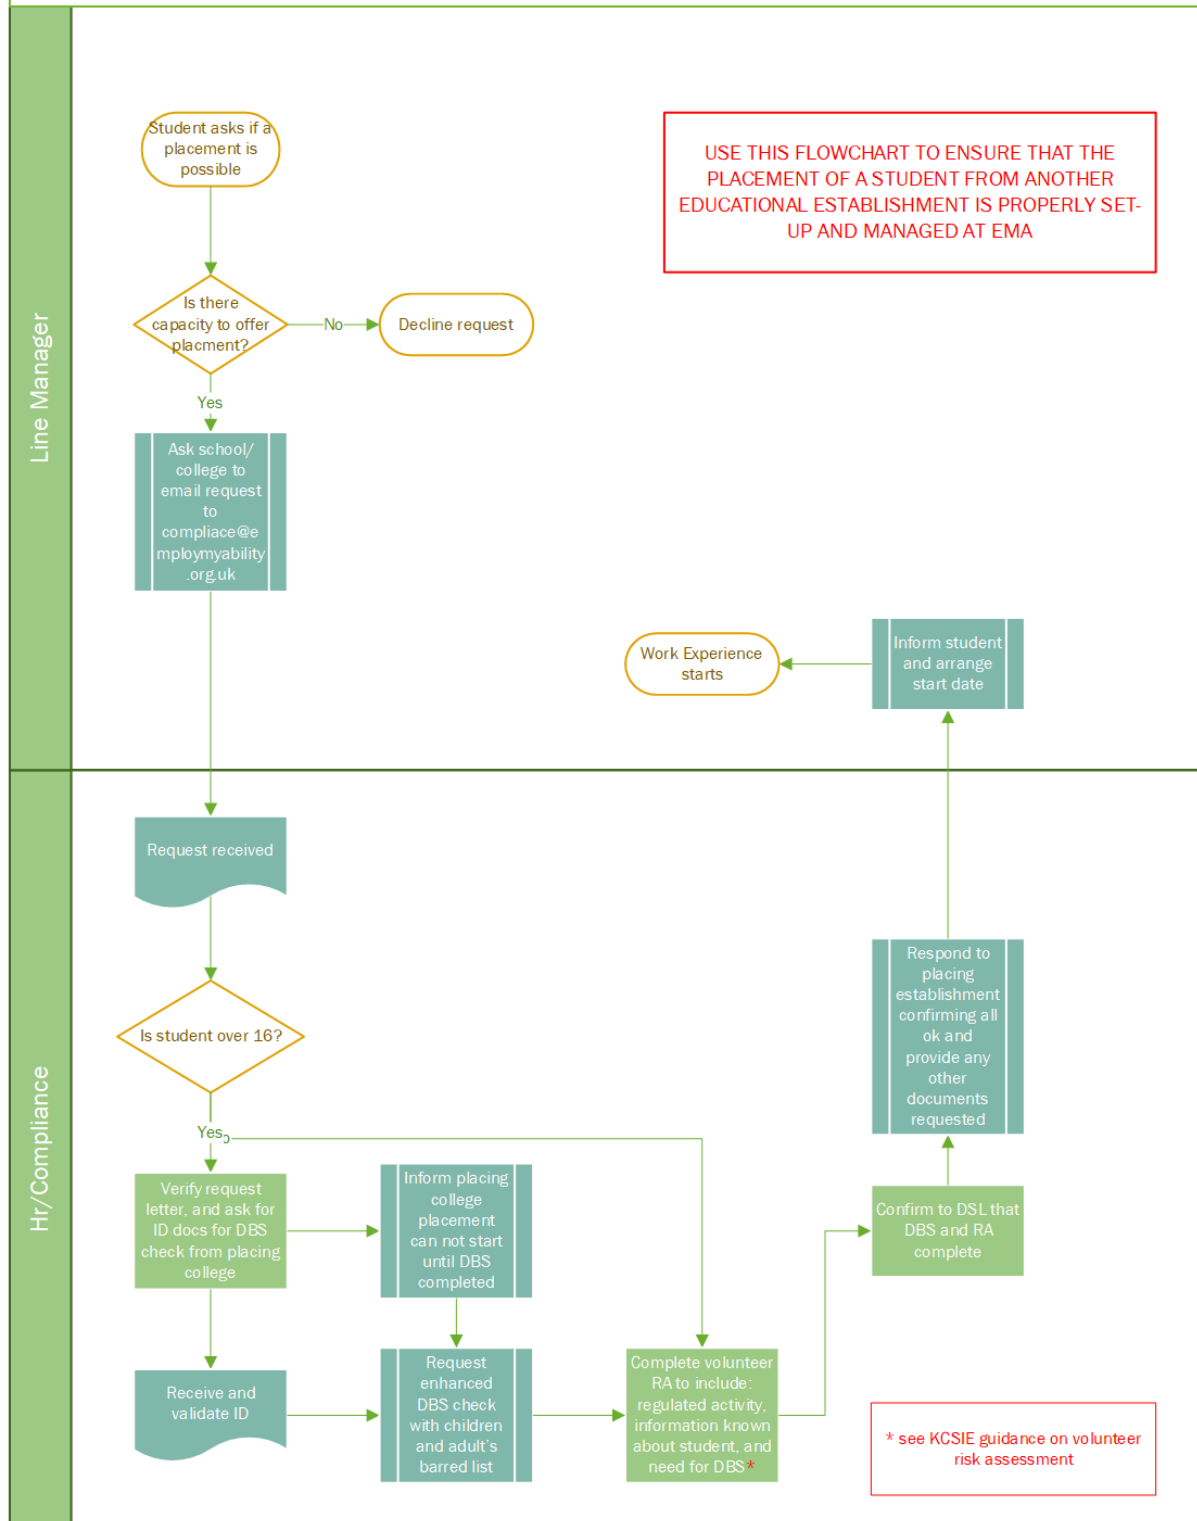 Line Manager
Student asks if a
placement is
possible
USE THIS FLOWCHART TO ENSURE THAT THE
PLACEMENT OF A STUDENT FROM ANOTHER
EDUCATIONAL ESTABLISHMENT IS PROPERLY SET-
UP AND MANAGED AT EMA
Is there
capacity to offer
placment?
No
Decline request
Yes
Ask school/
college to
email request
to
compliace@e
mploymyability
.org.uk
Work Experience
starts
Inform student
and arrange
start date
Hr/Compliance
Request received
Is student over 16?
Yes
Verify request
letter, and ask for
ID docs for DBS
check from placing
college
Inform placing
college
placement
can not start
until DBS
completed
Receive and
validate ID
Request
enhanced
DBS check
with children
and adult's
barred list
Complete volunteer
RA to include:
regulated activity,
information known
about student, and
need for DBS*
Respond to
placing
establishment
confirming all
ok and
provide any
other
documents
requested
Confirm to DSL that
DBS and RA
complete
* see KCSIE guidance on volunteer
risk assessment